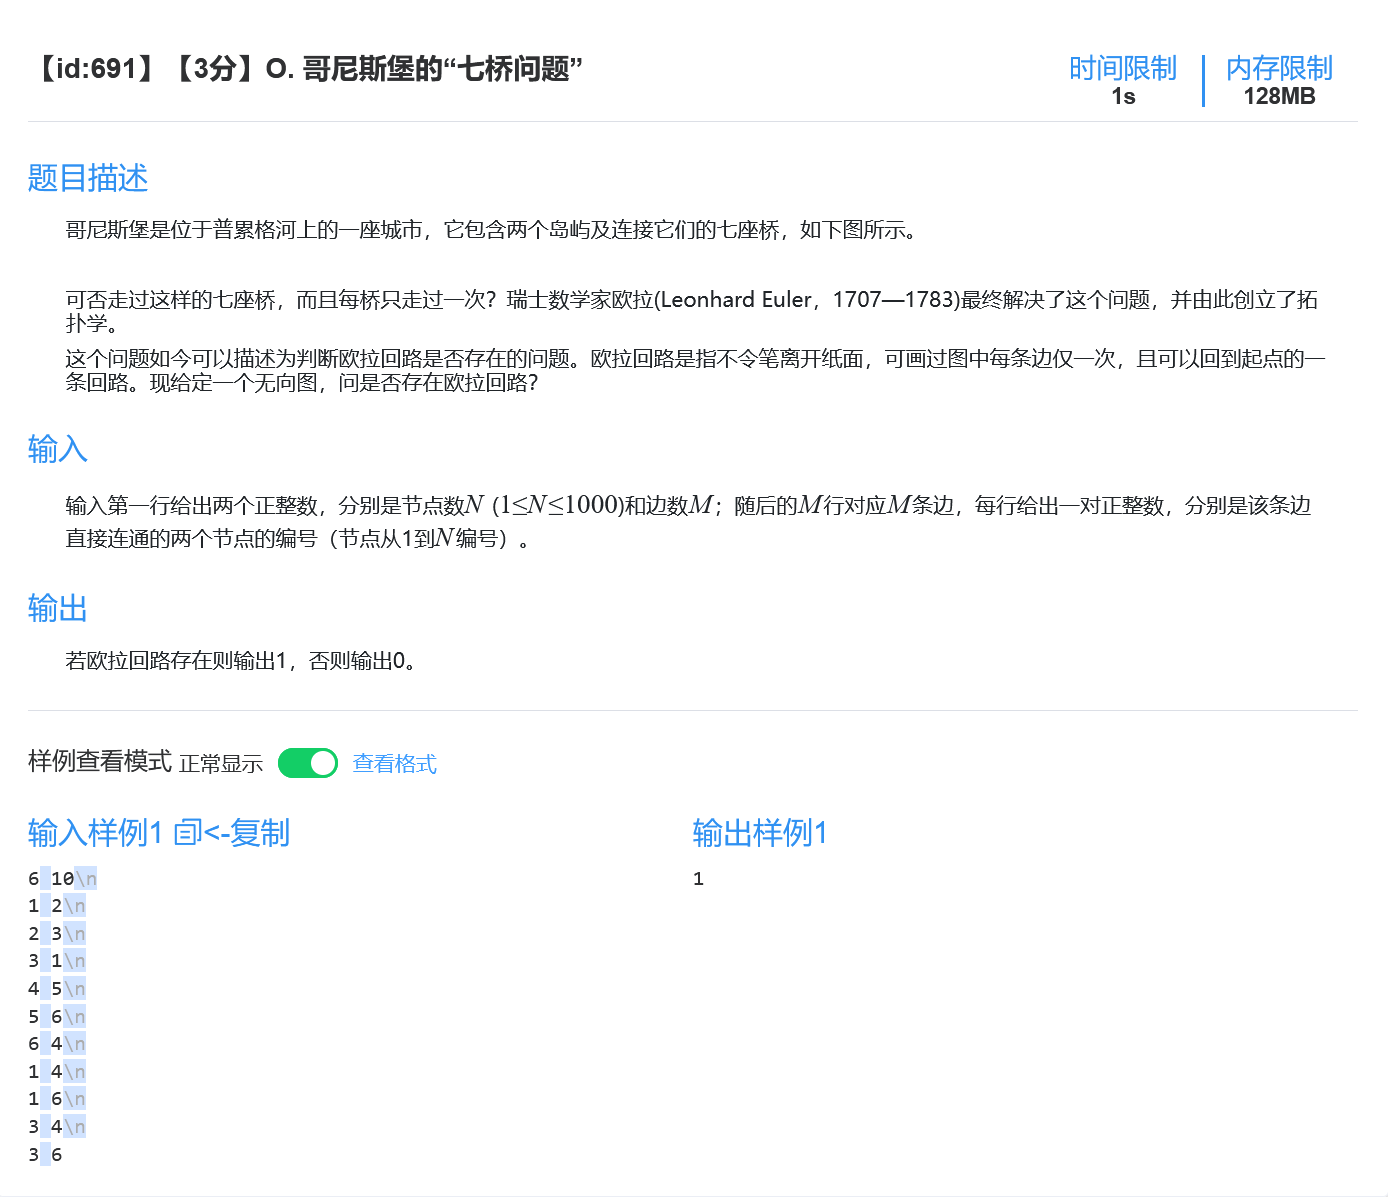 【id:691】【3分】O. 哥尼斯堡的“七桥问题”
时间限制
1s
内存限制
128MB
题目描述
哥尼斯堡是位于普累格河上的一座城市，它包含两个岛屿及连接它们的七座桥，如下图所示。
可否走过这样的七座桥，而且每桥只走过一次？瑞士数学家欧拉(Leonhard Euler，1707—1783)最终解决了这个问题，并由此创立了拓
扑学。
这个问题如今可以描述为判断欧拉回路是否存在的问题。欧拉回路是指不令笔离开纸面，可画过图中每条边仅一次，且可以回到起点的一
条回路。现给定一个无向图，问是否存在欧拉回路？
输入
输入第一行给出两个正整数，分别是节点数N (1≤N≤1000)和边数M；随后的M行对应M条边，每行给出一对正整数，分别是该条边
直接连通的两个节点的编号（节点从1到N编号）。
输出
若欧拉回路存在则输出1，否则输出0。
样例查看模式 正常显示 查看格式
输入样例1 <-复制
6 10\n
1 2\n
2 3\n
3 1\n
4 5\n
5 6\n
6 4\n
1 4\n
1 6\n
3 4\n
3 6
输出样例1
1